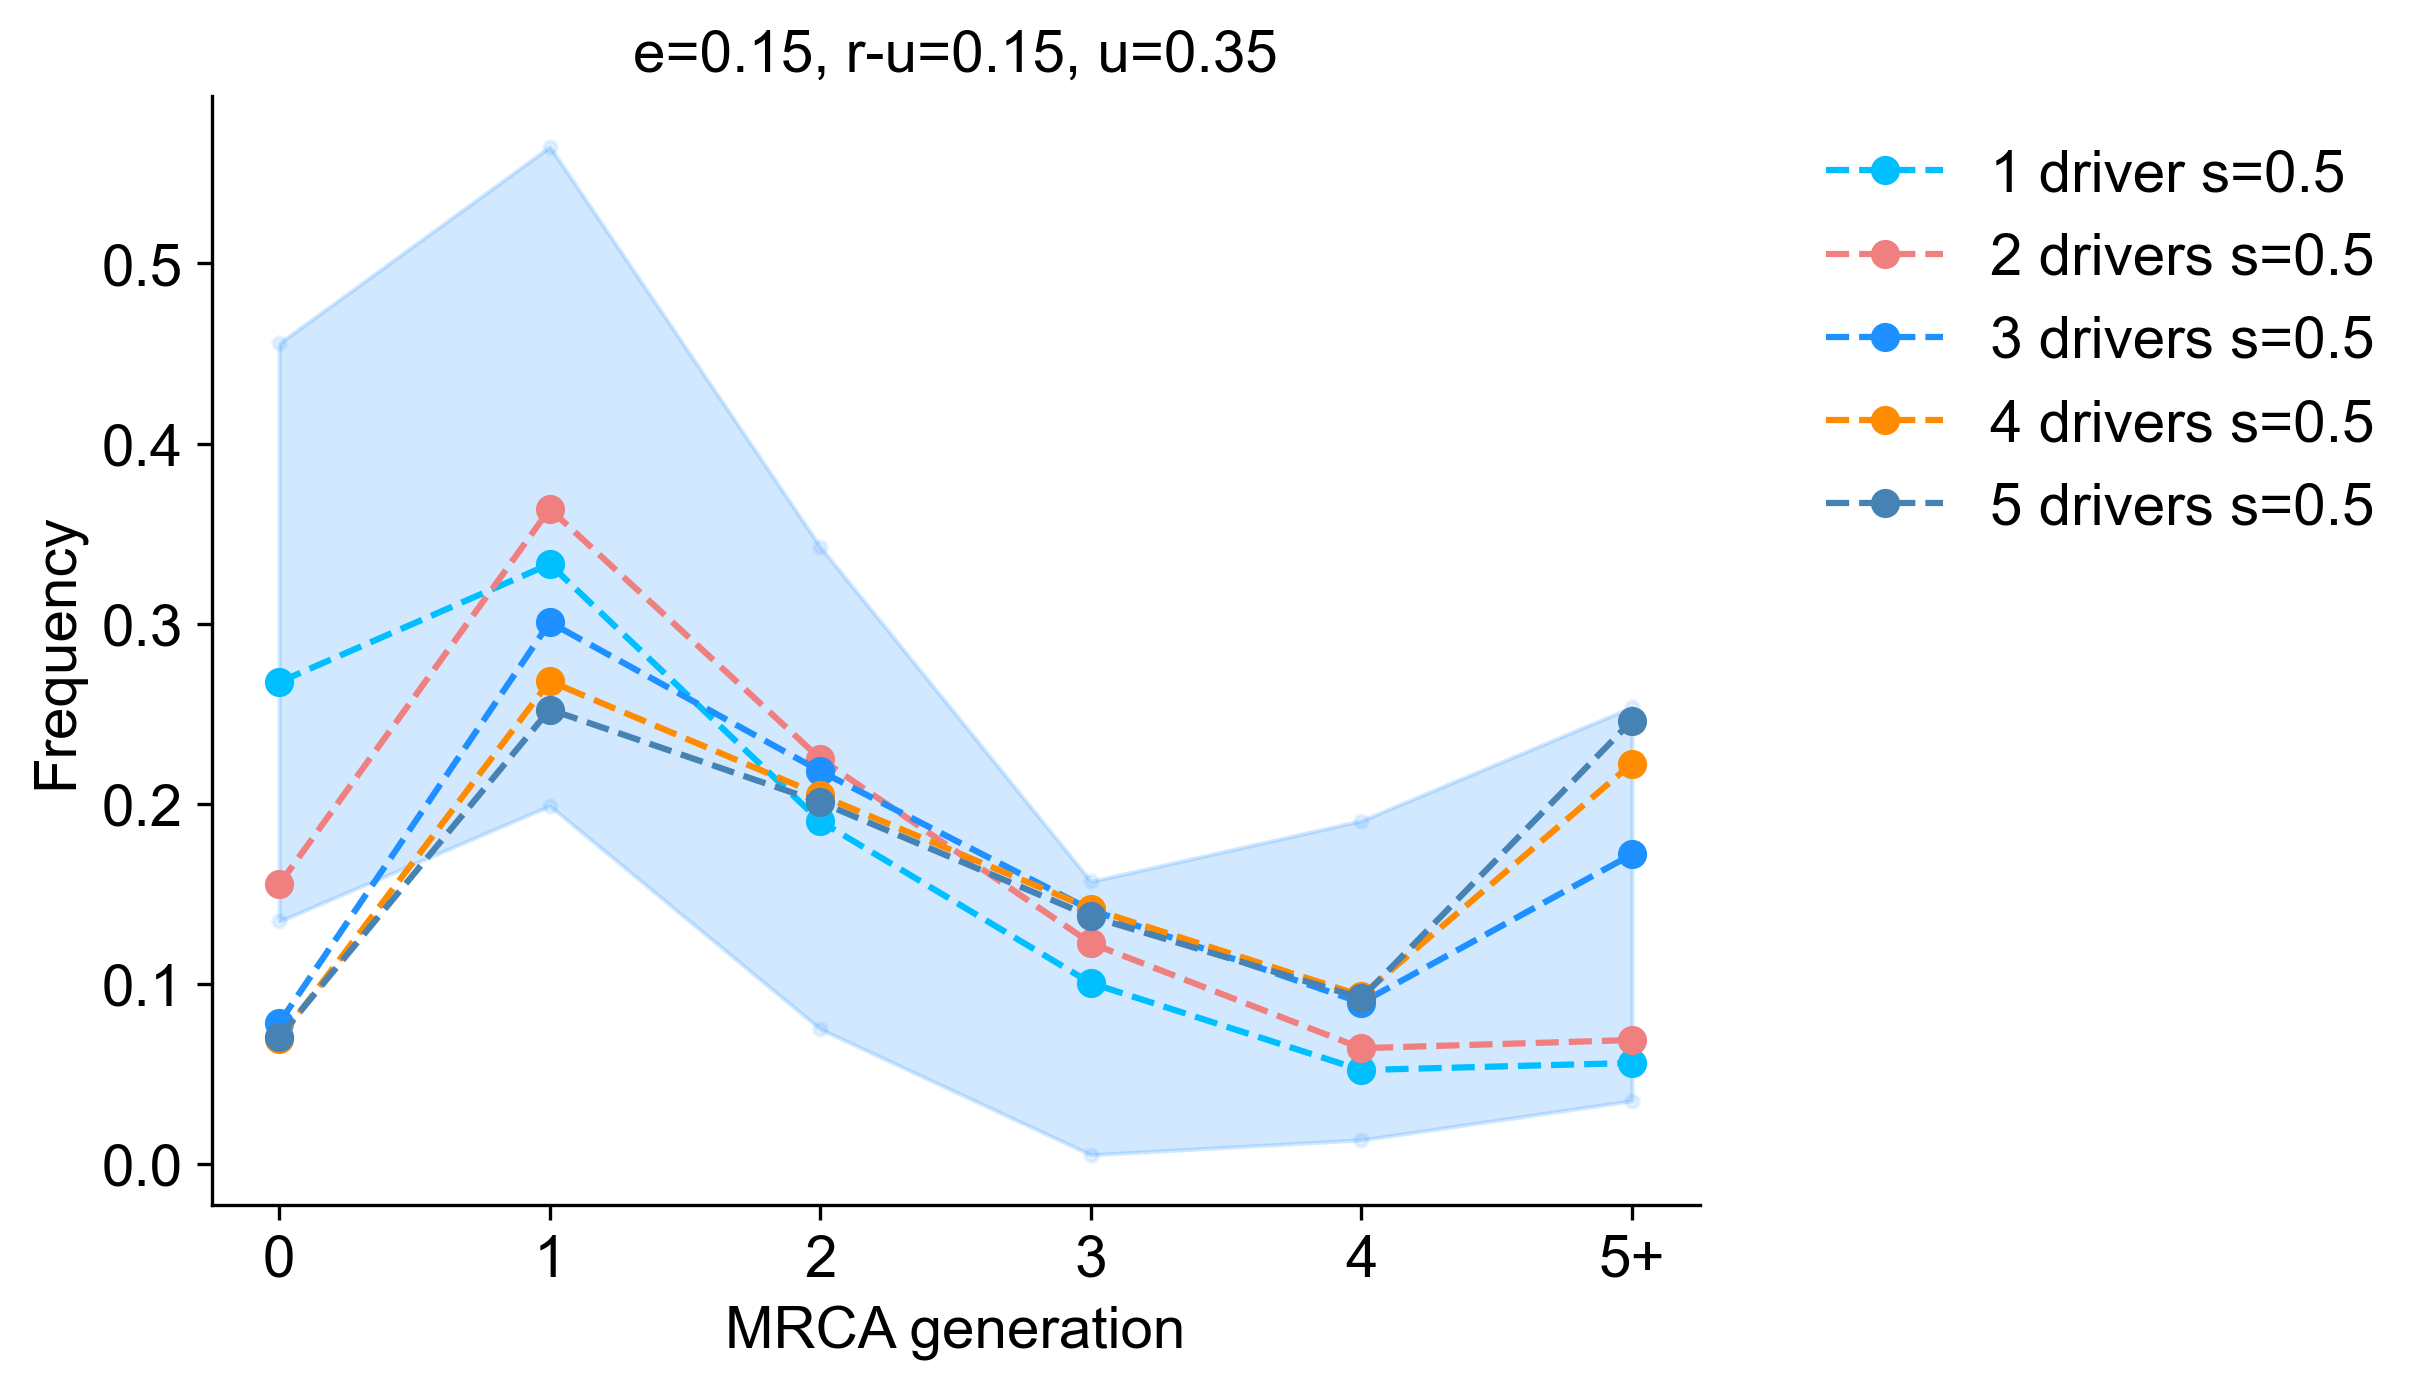 e=0.15, r-u=0.15, u=0.35
Frequency
0.5
0.4
0.3
0.2
0.1
0.0
0 1 2 3 4 5+
MRCA generation
1 driver s=0.5
2 drivers s=0.5
3 drivers s=0.5
4 drivers s=0.5
5 drivers s=0.5